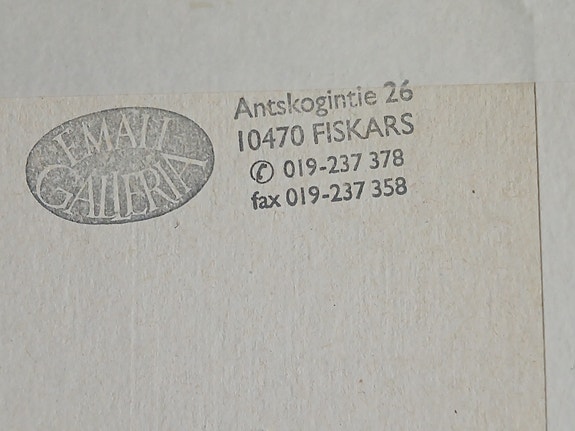 EMALI
GALLERIA
Antskogintie 26
10470 FISKARS
✆ 019-237 378
fax 019-237 358